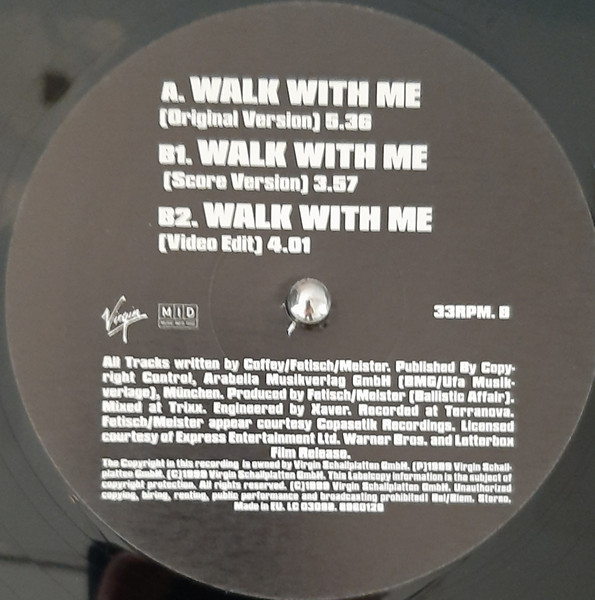 A. WALK WITH ME
(Original Version) 5.36
B1. WALK WITH ME
(Score Version) 3.57
B2. WALK WITH ME
(Video Edit) 4.01
Virgin MID 33RPM. B
All Tracks written by Coffey/Fetisch/Meister. Published By Copy-
right Control, Arabella Musikverlag GmbH (BMG/Ufa Musik-
verlage), München. Produced by Fetisch/Meister (Ballistic Affair).
Mixed at Trixx. Engineered by Xaver. Recorded at Terranova.
Fetisch/Meister appear courtesy Copasetik Recordings. Licensed
courtesy of Express Entertainment Ltd. Warner Bros. and Letterbox
Film Release.
The Copyright in this recording is owned by Virgin Schallplatten GmbH. (P)1999 Virgin Schall-
platten GmbH. (C)1999 Virgin Schallplatten GmbH. This Labelcopy information is the subject of
copyright protection. All rights reserved. (C)1999 Virgin Schallplatten GmbH. Unauthorized
copying, hiring, renting, public performance and broadcasting prohibited! Bel/Biem. Stereo.
Made in EU. LC 03098.